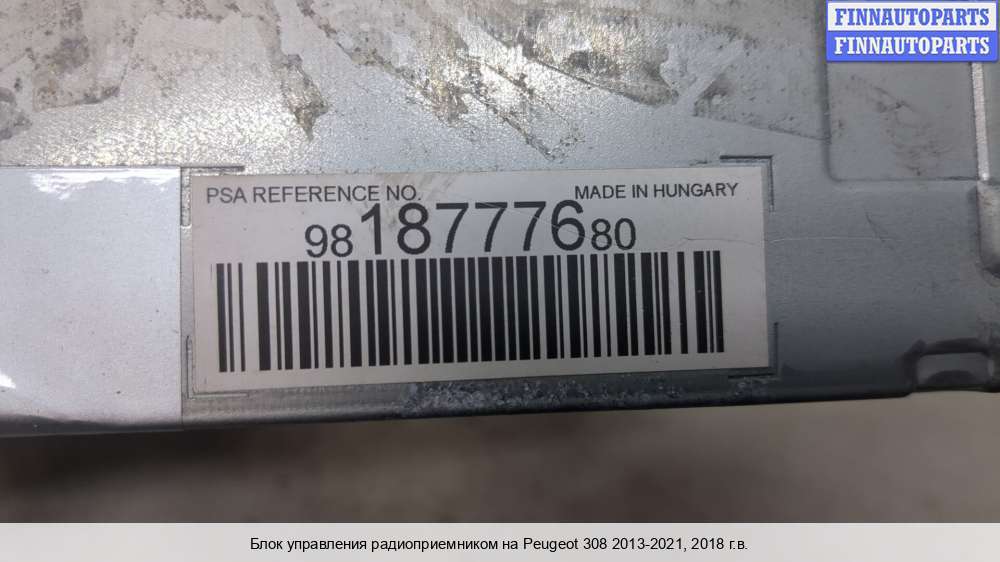 FINNAUTOPARTS
FINNAUTOPARTS
PSA REFERENCE NO. MADE IN HUNGARY
9818777680
Блок управления радиоприемником на Peugeot 308 2013-2021, 2018 г.в.